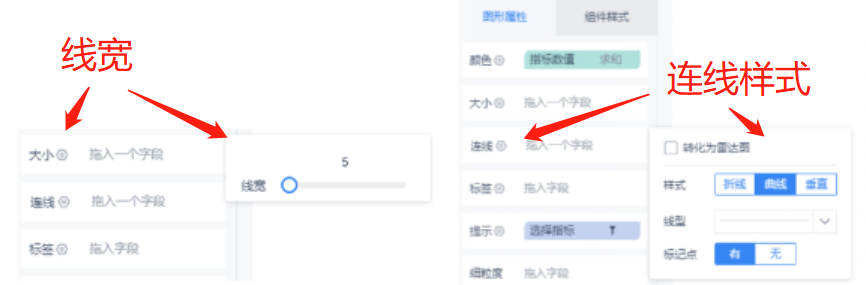 线宽
大小 拖入一个字段
连线 拖入一个字段
标签 拖入字段
5
线宽
图形属性 组件样式
颜色 指标数值 求和
大小 拖入一个字段
连线 拖入一个字段
标签 拖入字段
提示 选择指标
细粒度 拖入字段
连线样式
转化为雷达图
样式 折线 曲线 垂直
线型
标记点 有 无